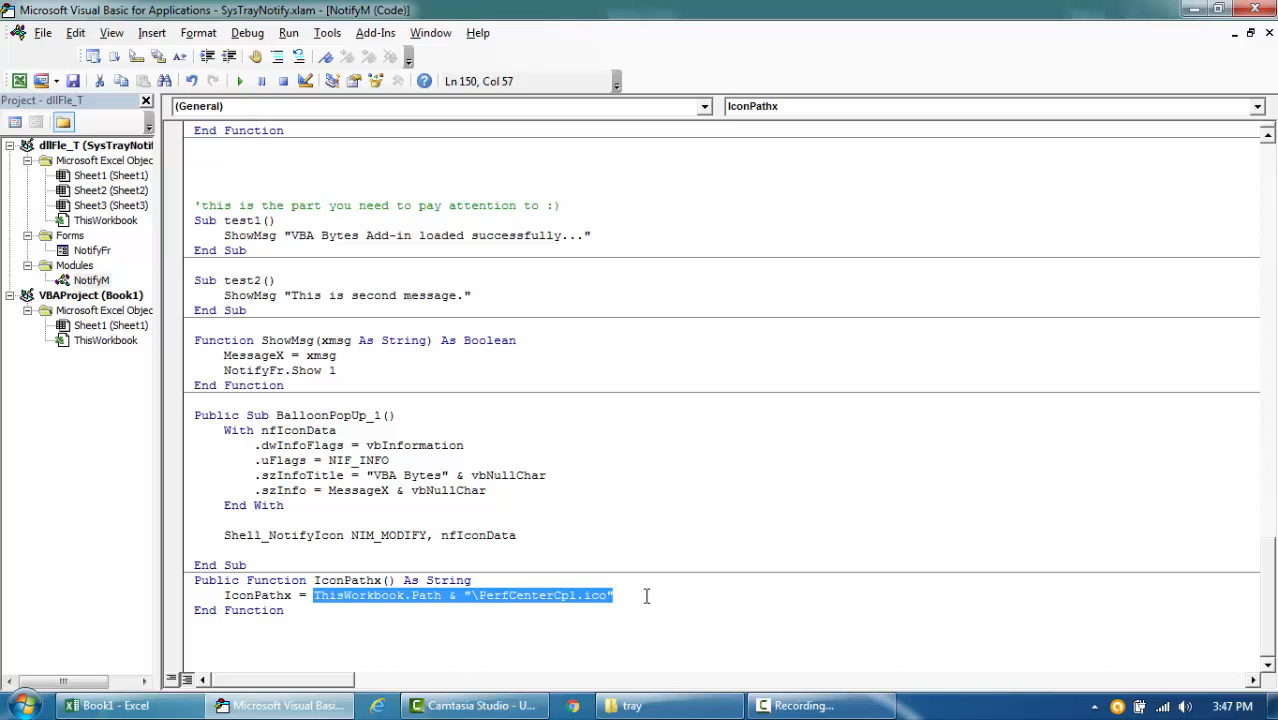 Microsoft Visual Basic for Applications - SysTrayNotify.xlam - [NotifyM (Code)]
File Edit View Insert Format Debug Run Tools Add-Ins Window Help
Ln 150, Col 57
Project - dllFle_T
(General)
IconPathx
dllFle_T (SysTrayNotif
Microsoft Excel Objec
Sheet1 (Sheet1)
Sheet2 (Sheet2)
Sheet3 (Sheet3)
ThisWorkbook
Forms
NotifyFr
Modules
NotifyM
VBAProject (Book1)
Microsoft Excel Objec
Sheet1 (Sheet1)
ThisWorkbook
End Function
'this is the part you need to pay attention to :)
Sub test1()
ShowMsg "VBA Bytes Add-in loaded successfully..."
End Sub
Sub test2()
ShowMsg "This is second message."
End Sub
Function ShowMsg(xmsg As String) As Boolean
MessageX = xmsg
NotifyFr.Show 1
End Function
Public Sub BalloonPopUp_1()
With nfIconData
.dwInfoFlags = vbInformation
.uFlags = NIF_INFO
.szInfoTitle = "VBA Bytes" & vbNullChar
.szInfo = MessageX & vbNullChar
End With
Shell_NotifyIcon NIM_MODIFY, nfIconData
End Sub
Public Function IconPathx() As String
IconPathx = ThisWorkbook.Path & "\PerfCenterCpl.ico"
End Function
Book1 - Excel
Microsoft Visual Basi...
Camtasia Studio - U...
tray
Recording...
3:47 PM